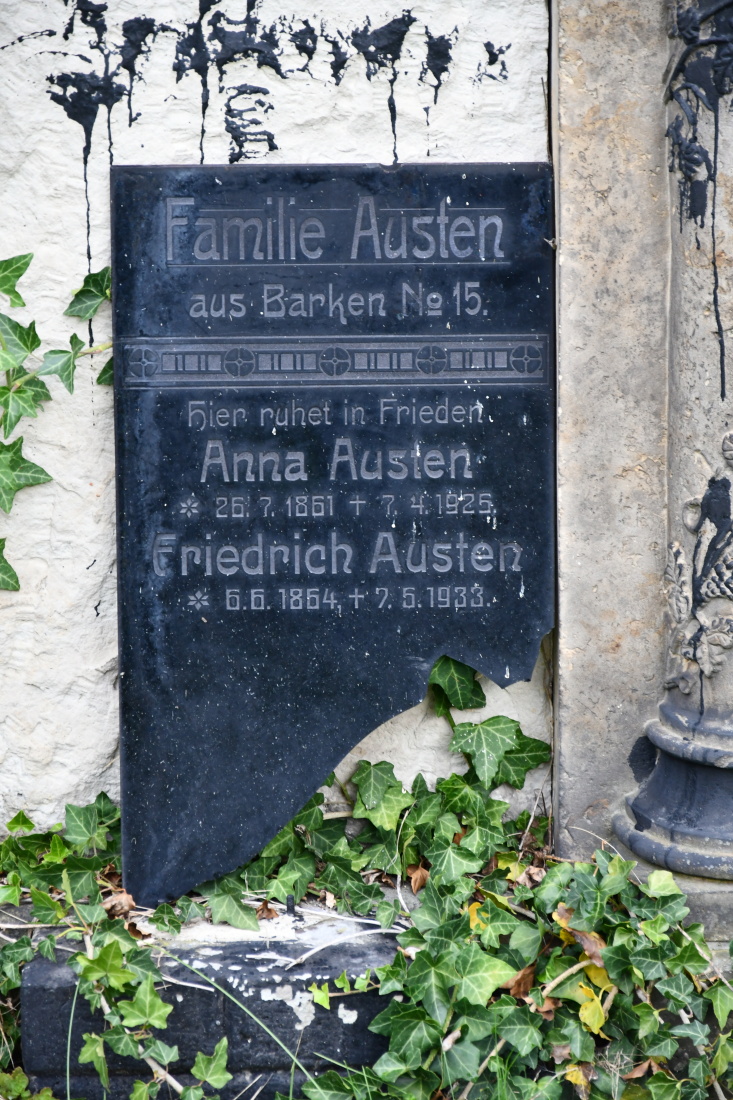 Familie Austen
aus Barken No 15.
Hier ruhet in Frieden
Anna Austen
* 26. 7. 1861 + 7. 4. 1925.
Friedrich Austen
* 6. 6. 1864, + 7. 5. 1933.